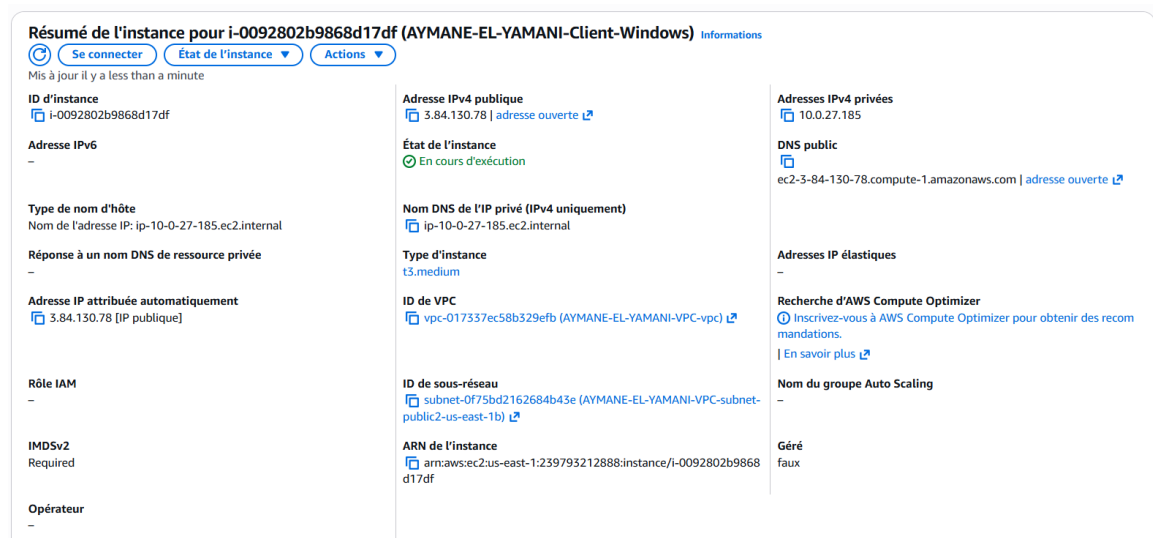 Résumé de l'instance pour i-0092802b9868d17df (AYMANE-EL-YAMANI-Client-Windows) Informations
Se connecter État de l'instance Actions
Mis à jour il y a less than a minute
ID d'instance
i-0092802b9868d17df
Adresse IPv4 publique
3.84.130.78 | adresse ouverte
Adresses IPv4 privées
10.0.27.185
Adresse IPv6
–
État de l'instance
En cours d'exécution
DNS public
ec2-3-84-130-78.compute-1.amazonaws.com | adresse ouverte
Type de nom d'hôte
Nom de l'adresse IP: ip-10-0-27-185.ec2.internal
Nom DNS de l'IP privé (IPv4 uniquement)
ip-10-0-27-185.ec2.internal
Réponse à un nom DNS de ressource privée
–
Type d'instance
t3.medium
Adresses IP élastiques
–
Adresse IP attribuée automatiquement
3.84.130.78 [IP publique]
ID de VPC
vpc-017337ec58b329efb (AYMANE-EL-YAMANI-VPC-vpc)
Recherche d'AWS Compute Optimizer
Inscrivez-vous à AWS Compute Optimizer pour obtenir des recom
mandations.
| En savoir plus
Rôle IAM
–
ID de sous-réseau
subnet-0f75bd2162684b43e (AYMANE-EL-YAMANI-VPC-subnet-
public2-us-east-1b)
Nom du groupe Auto Scaling
–
IMDSv2
Required
ARN de l'instance
arn:aws:ec2:us-east-1:239793212888:instance/i-0092802b9868
d17df
Géré
faux
Opérateur
–